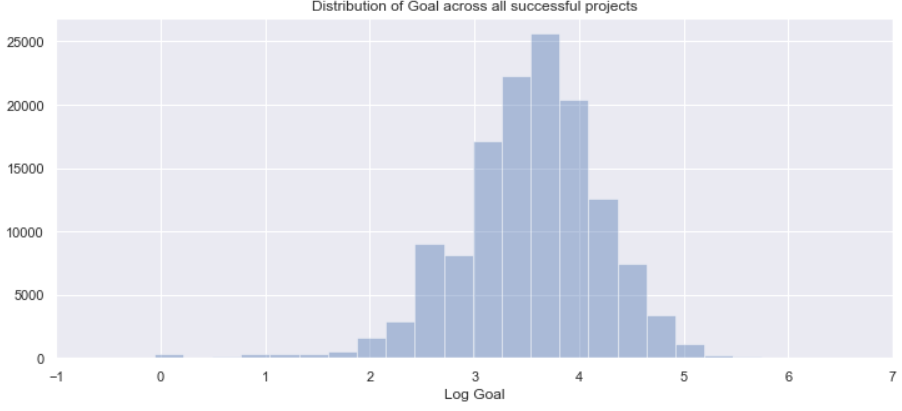 Distribution of Goal across all successful projects
25000
20000
15000
10000
5000
0
−1 0 1 2 3 4 5 6 7
Log Goal